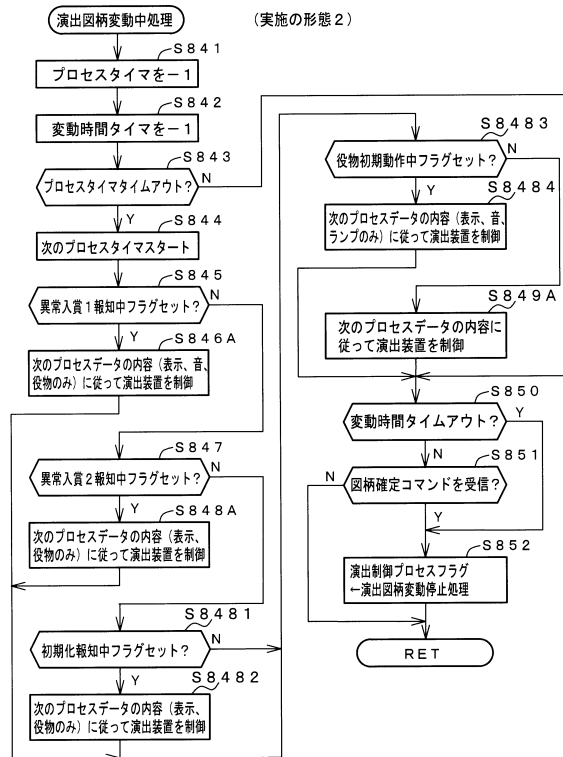 演出図柄変動中処理
（実施の形態２）
S841
プロセスタイマを－１
S842
変動時間タイマを－１
S843
プロセスタイマタイムアウト？
N
Y
S844
次のプロセスタイマスタート
S845
異常入賞１報知中フラグセット？
N
Y
S846A
次のプロセスデータの内容（表示、音、
役物のみ）に従って演出装置を制御
S847
異常入賞２報知中フラグセット？
N
Y
S848A
次のプロセスデータの内容（表示、
役物のみ）に従って演出装置を制御
S8481
初期化報知中フラグセット？
N
Y
S8482
次のプロセスデータの内容（表示、
役物のみ）に従って演出装置を制御
S8483
役物初期動作中フラグセット？
N
Y
S8484
次のプロセスデータの内容（表示、音、
ランプのみ）に従って演出装置を制御
S849A
次のプロセスデータの内容に
従って演出装置を制御
S850
変動時間タイムアウト？
Y
N
S851
図柄確定コマンドを受信？
N
Y
S852
演出制御プロセスフラグ
←演出図柄変動停止処理
RET